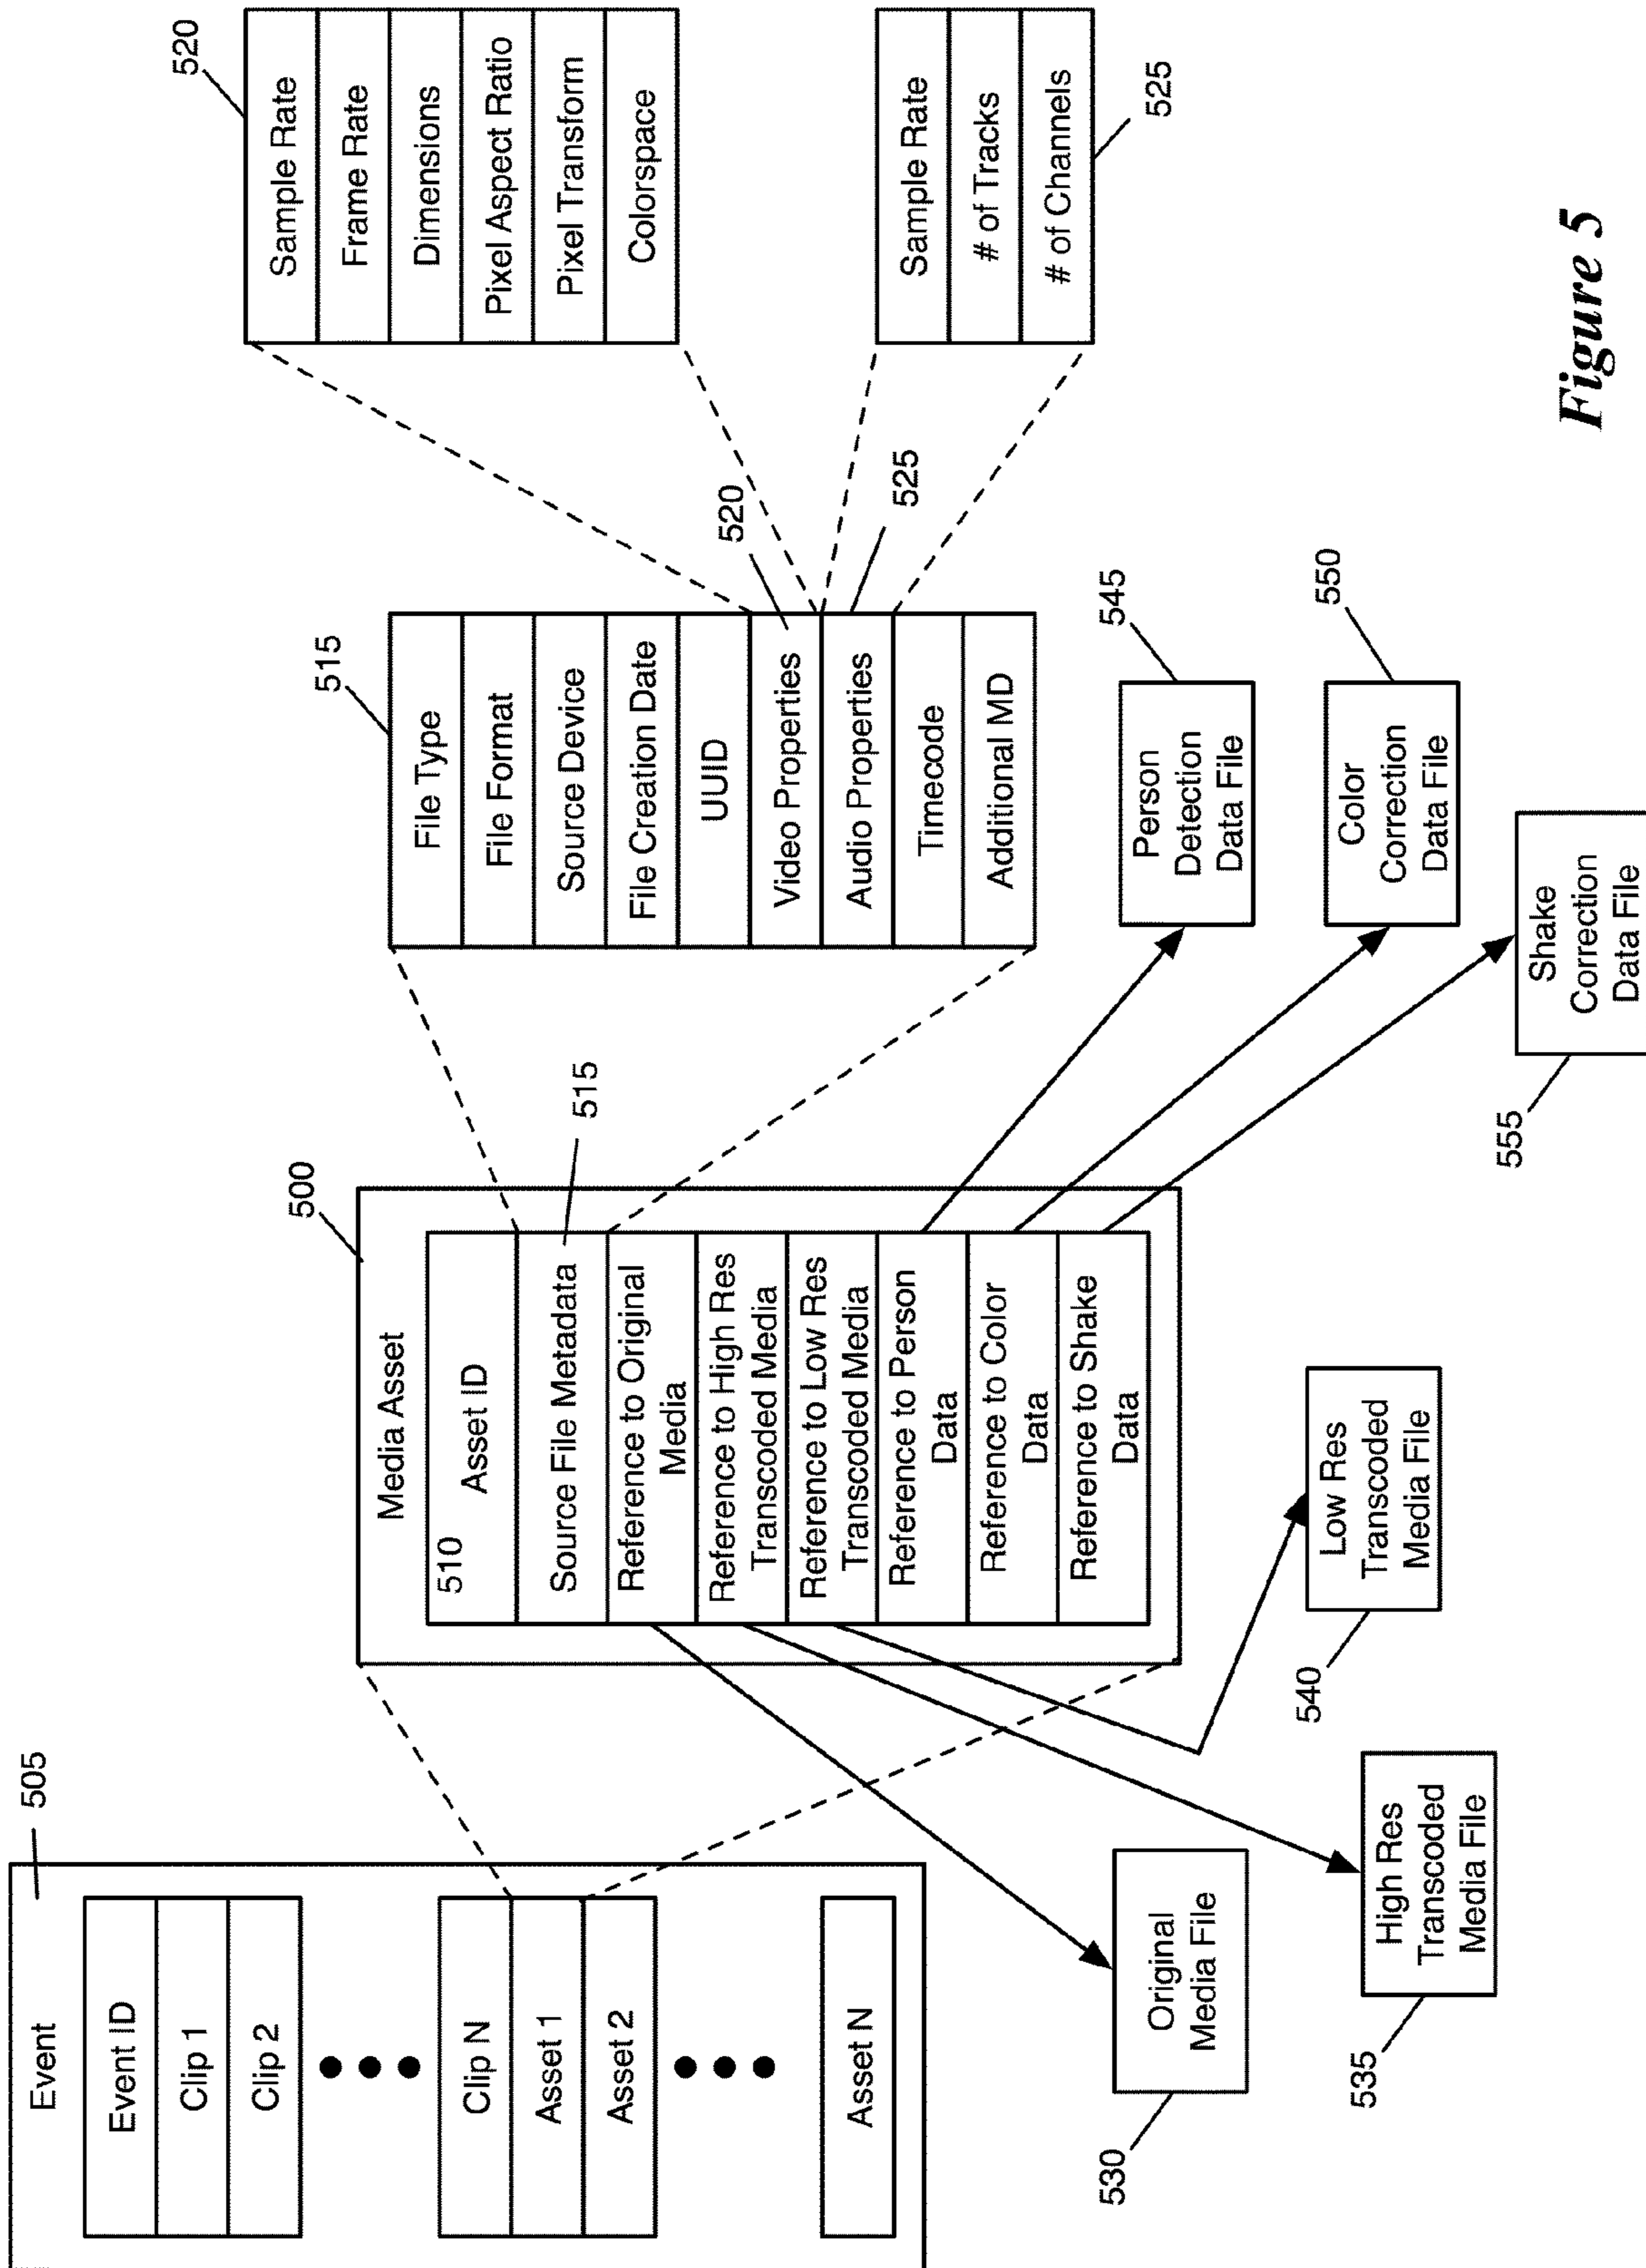 505
Event
Event ID
Clip 1
Clip 2
Clip N
Asset 1
Asset 2
Asset N
500
Media Asset
510
Asset ID
Source File Metadata
515
Reference to Original
Media
Reference to High Res
Transcoded Media
Reference to Low Res
Transcoded Media
Reference to Person
Data
Reference to Color
Data
Reference to Shake
Data
515
File Type
File Format
Source Device
File Creation Date
UUID
Video Properties
520
Audio Properties
525
Timecode
Additional MD
520
Sample Rate
Frame Rate
Dimensions
Pixel Aspect Ratio
Pixel Transform
Colorspace
Sample Rate
# of Tracks
# of Channels
525
530
Original
Media File
535
High Res
Transcoded
Media File
540
Low Res
Transcoded
Media File
545
Person
Detection
Data File
550
Color
Correction
Data File
555
Shake
Correction
Data File
Figure 5